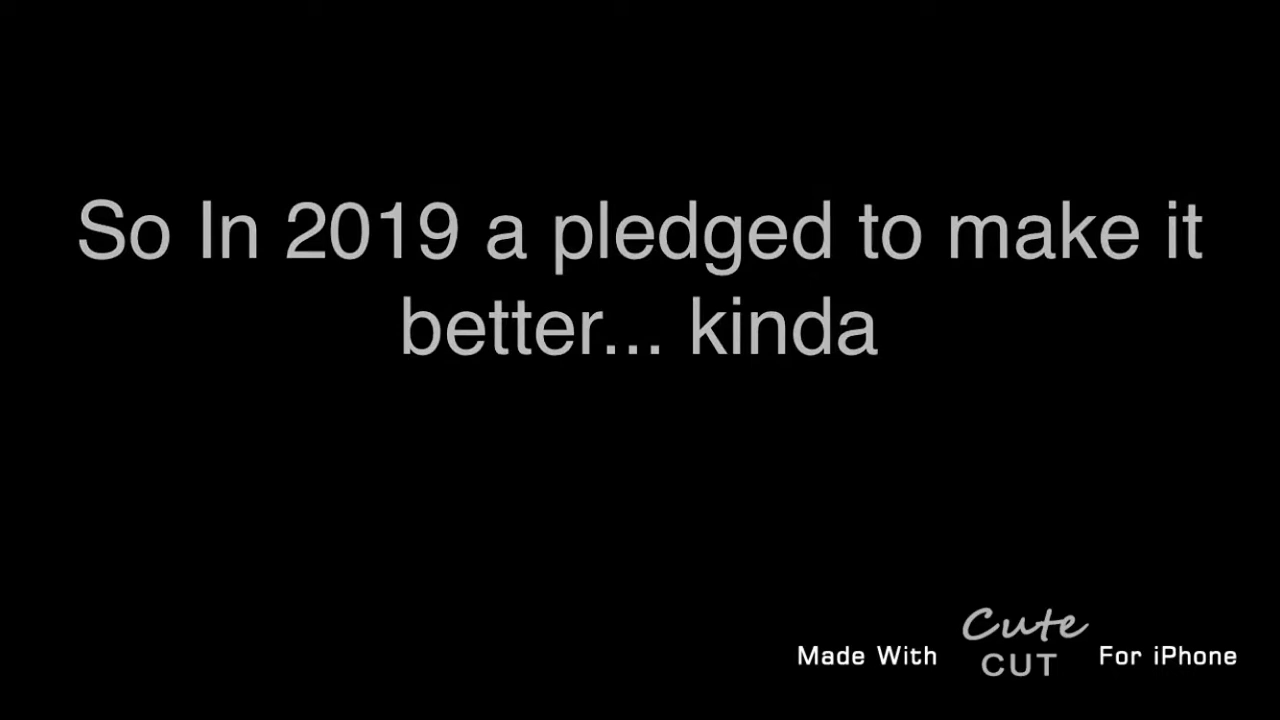 So In 2019 a pledged to make it
better... kinda
Made With Cute CUT For iPhone